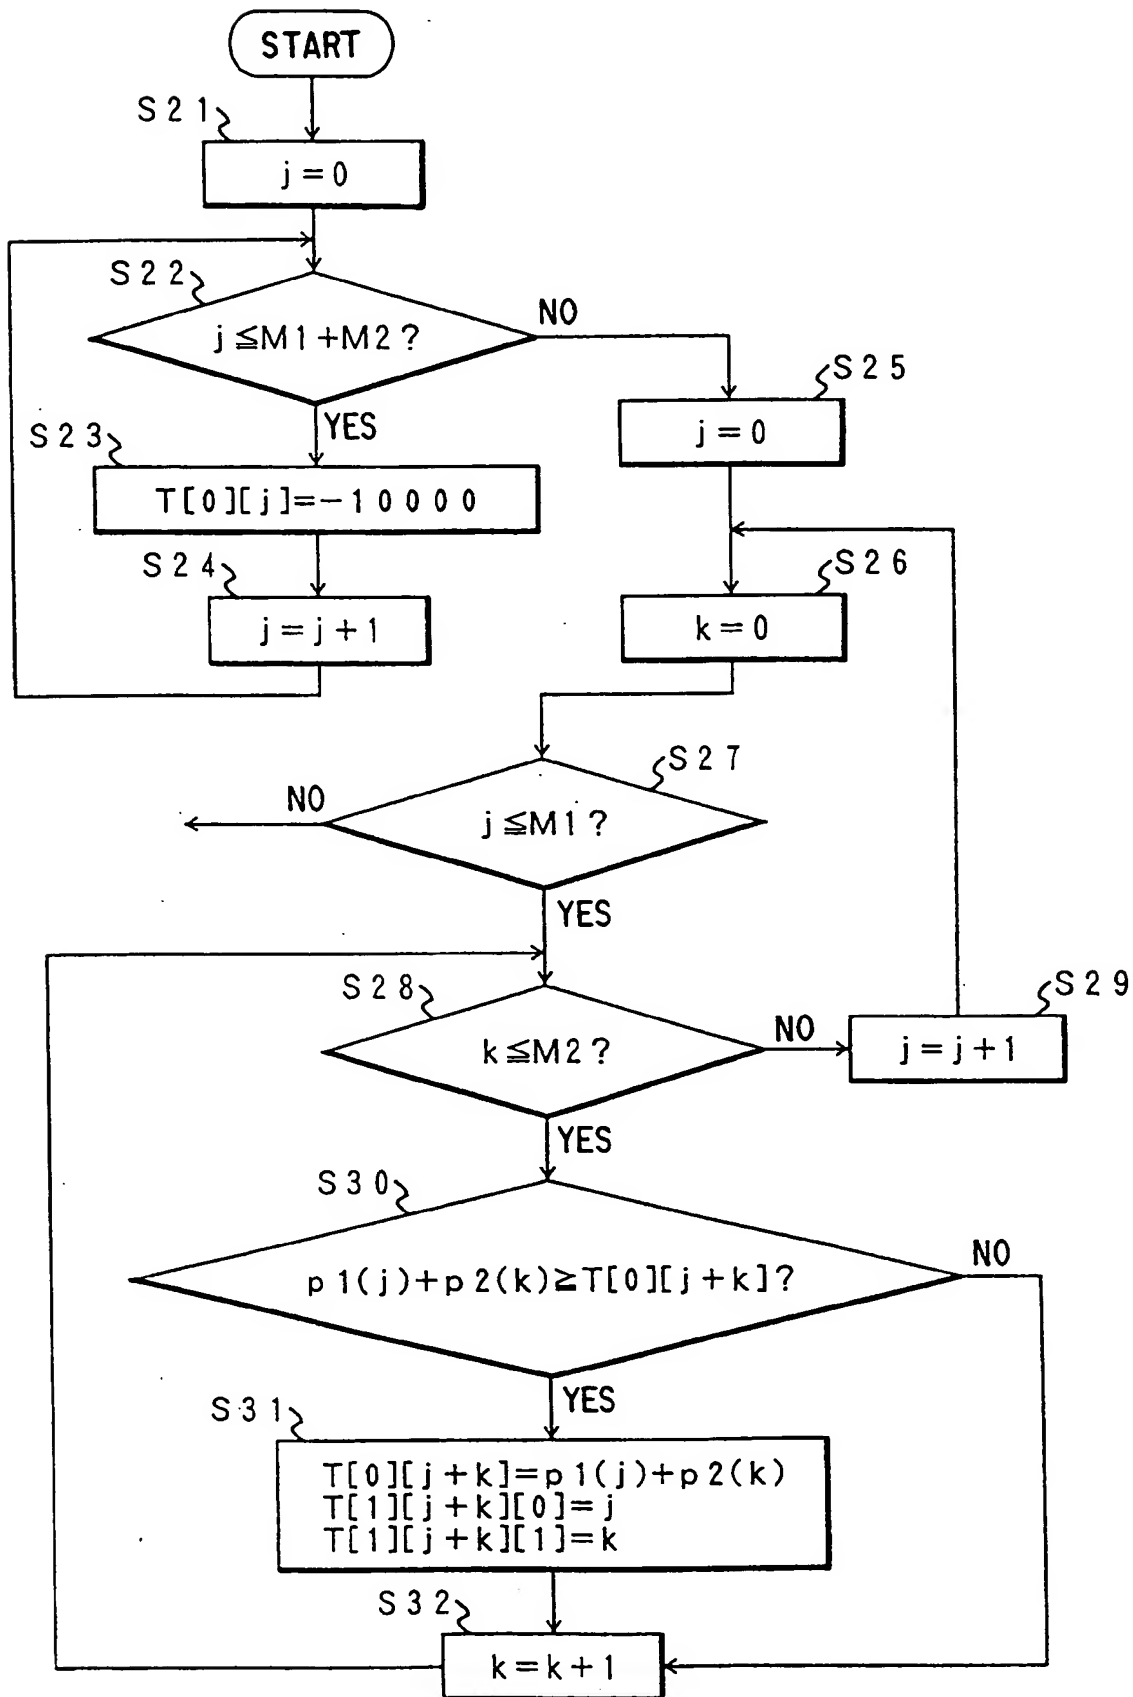 START
S21
j=0
S22
j≦M1+M2?
NO
YES
S23
T[0][j]=-10000
S24
j=j+1
S25
j=0
S26
k=0
S27
j≦M1?
NO
YES
S28
k≦M2?
NO
S29
j=j+1
YES
S30
p1(j)+p2(k)≧T[0][j+k]?
NO
YES
S31
T[0][j+k]=p1(j)+p2(k)
T[1][j+k][0]=j
T[1][j+k][1]=k
S32
k=k+1